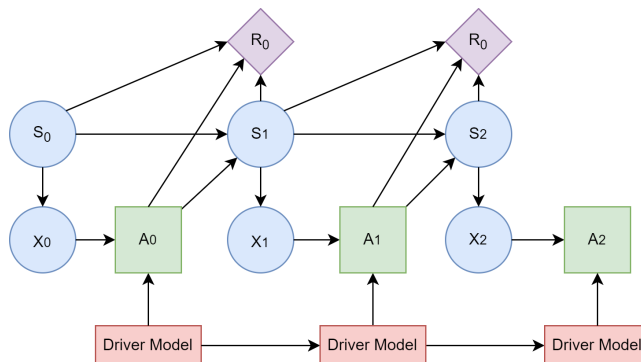 R0
R0
S0
S1
S2
X0
A0
X1
A1
X2
A2
Driver Model
Driver Model
Driver Model